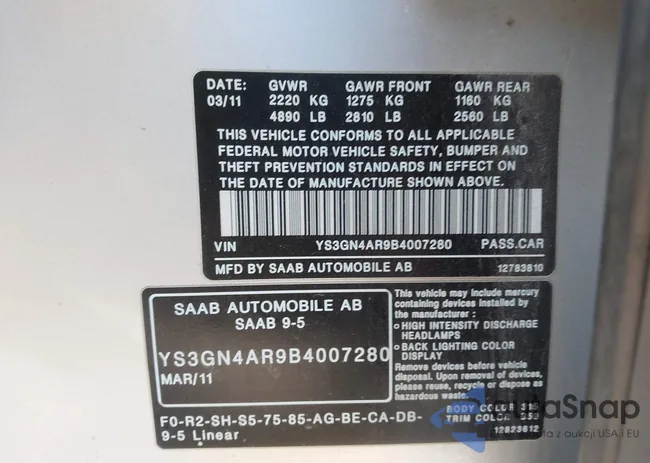 DATE: GVWR GAWR FRONT GAWR REAR
03/11 2220 KG 1275 KG 1160 KG
4890 LB 2810 LB 2560 LB
THIS VEHICLE CONFORMS TO ALL APPLICABLE
FEDERAL MOTOR VEHICLE SAFETY, BUMPER AND
THEFT PREVENTION STANDARDS IN EFFECT ON
THE DATE OF MANUFACTURE SHOWN ABOVE.
VIN YS3GN4AR9B4007280 PASS.CAR
MFD BY SAAB AUTOMOBILE AB 12783610
SAAB AUTOMOBILE AB
SAAB 9-5
YS3GN4AR9B4007280
MAR/11
F0-R2-SH-S5-75-85-AG-BE-CA-DB-
9-5 Linear
This vehicle may include mercury
containing devices installed by
the manufacturer:
o HIGH INTENSITY DISCHARGE
HEADLAMPS
o BACK LIGHTING COLOR
DISPLAY
Remove devices before vehicle
disposal. Upon removal of devices,
please reuse, recycle or dispose as
hazardous waste.
BODY COLOR
TRIM COLOR
12823612
z aukcji USA i EU